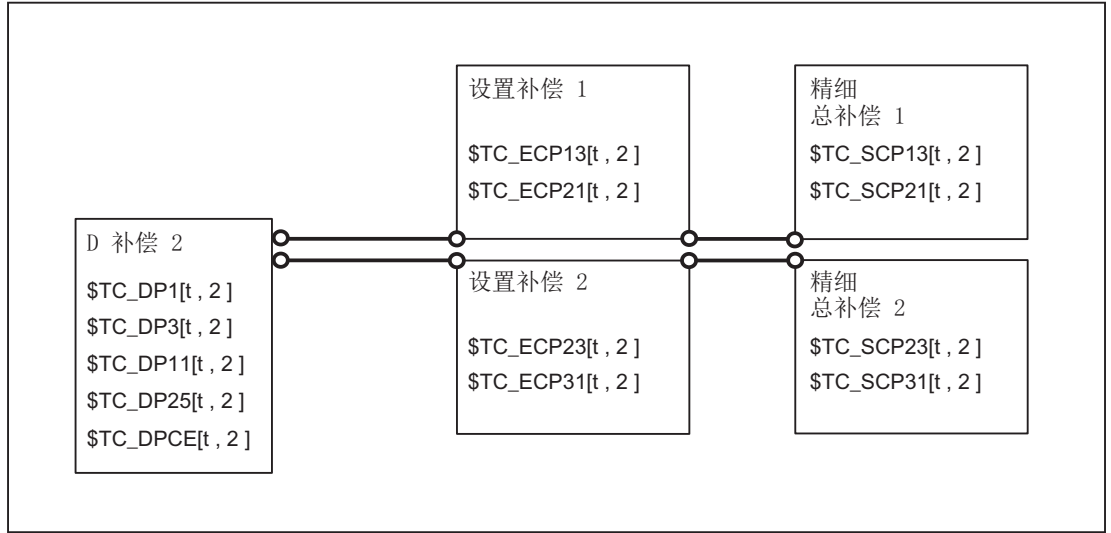 设置补偿 1
$TC_ECP13[t , 2 ]
$TC_ECP21[t , 2 ]
精细
总补偿 1
$TC_SCP13[t , 2 ]
$TC_SCP21[t , 2 ]
D 补偿 2
$TC_DP1[t , 2 ]
$TC_DP3[t , 2 ]
$TC_DP11[t , 2 ]
$TC_DP25[t , 2 ]
$TC_DPCE[t , 2 ]
设置补偿 2
$TC_ECP23[t , 2 ]
$TC_ECP31[t , 2 ]
精细
总补偿 2
$TC_SCP23[t , 2 ]
$TC_SCP31[t , 2 ]